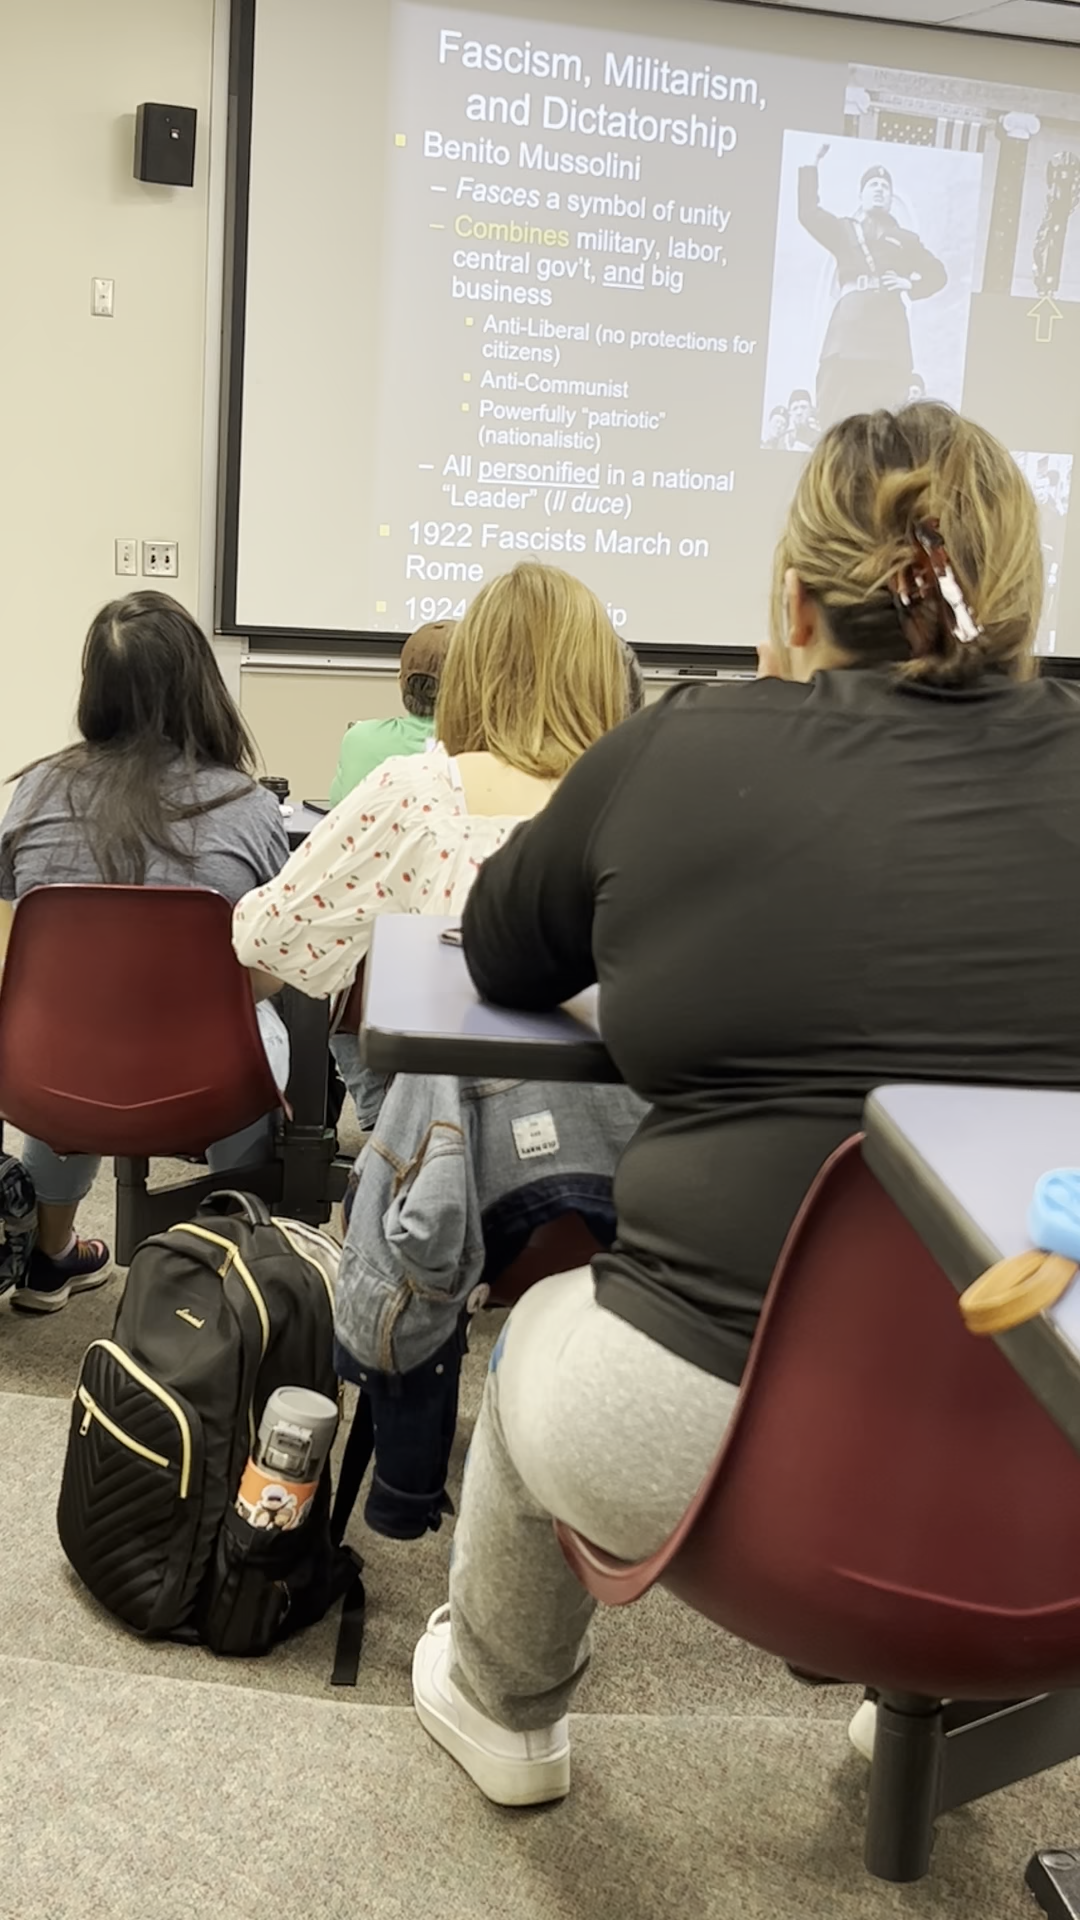 Fascism, Militarism,
and Dictatorship
Benito Mussolini
– Fasces a symbol of unity
– Combines military, labor,
central gov't, and big
business
Anti-Liberal (no protections for
citizens)
Anti-Communist
Powerfully "patriotic"
(nationalistic)
– All personified in a national
"Leader" (Il duce)
1922 Fascists March on
Rome
1924